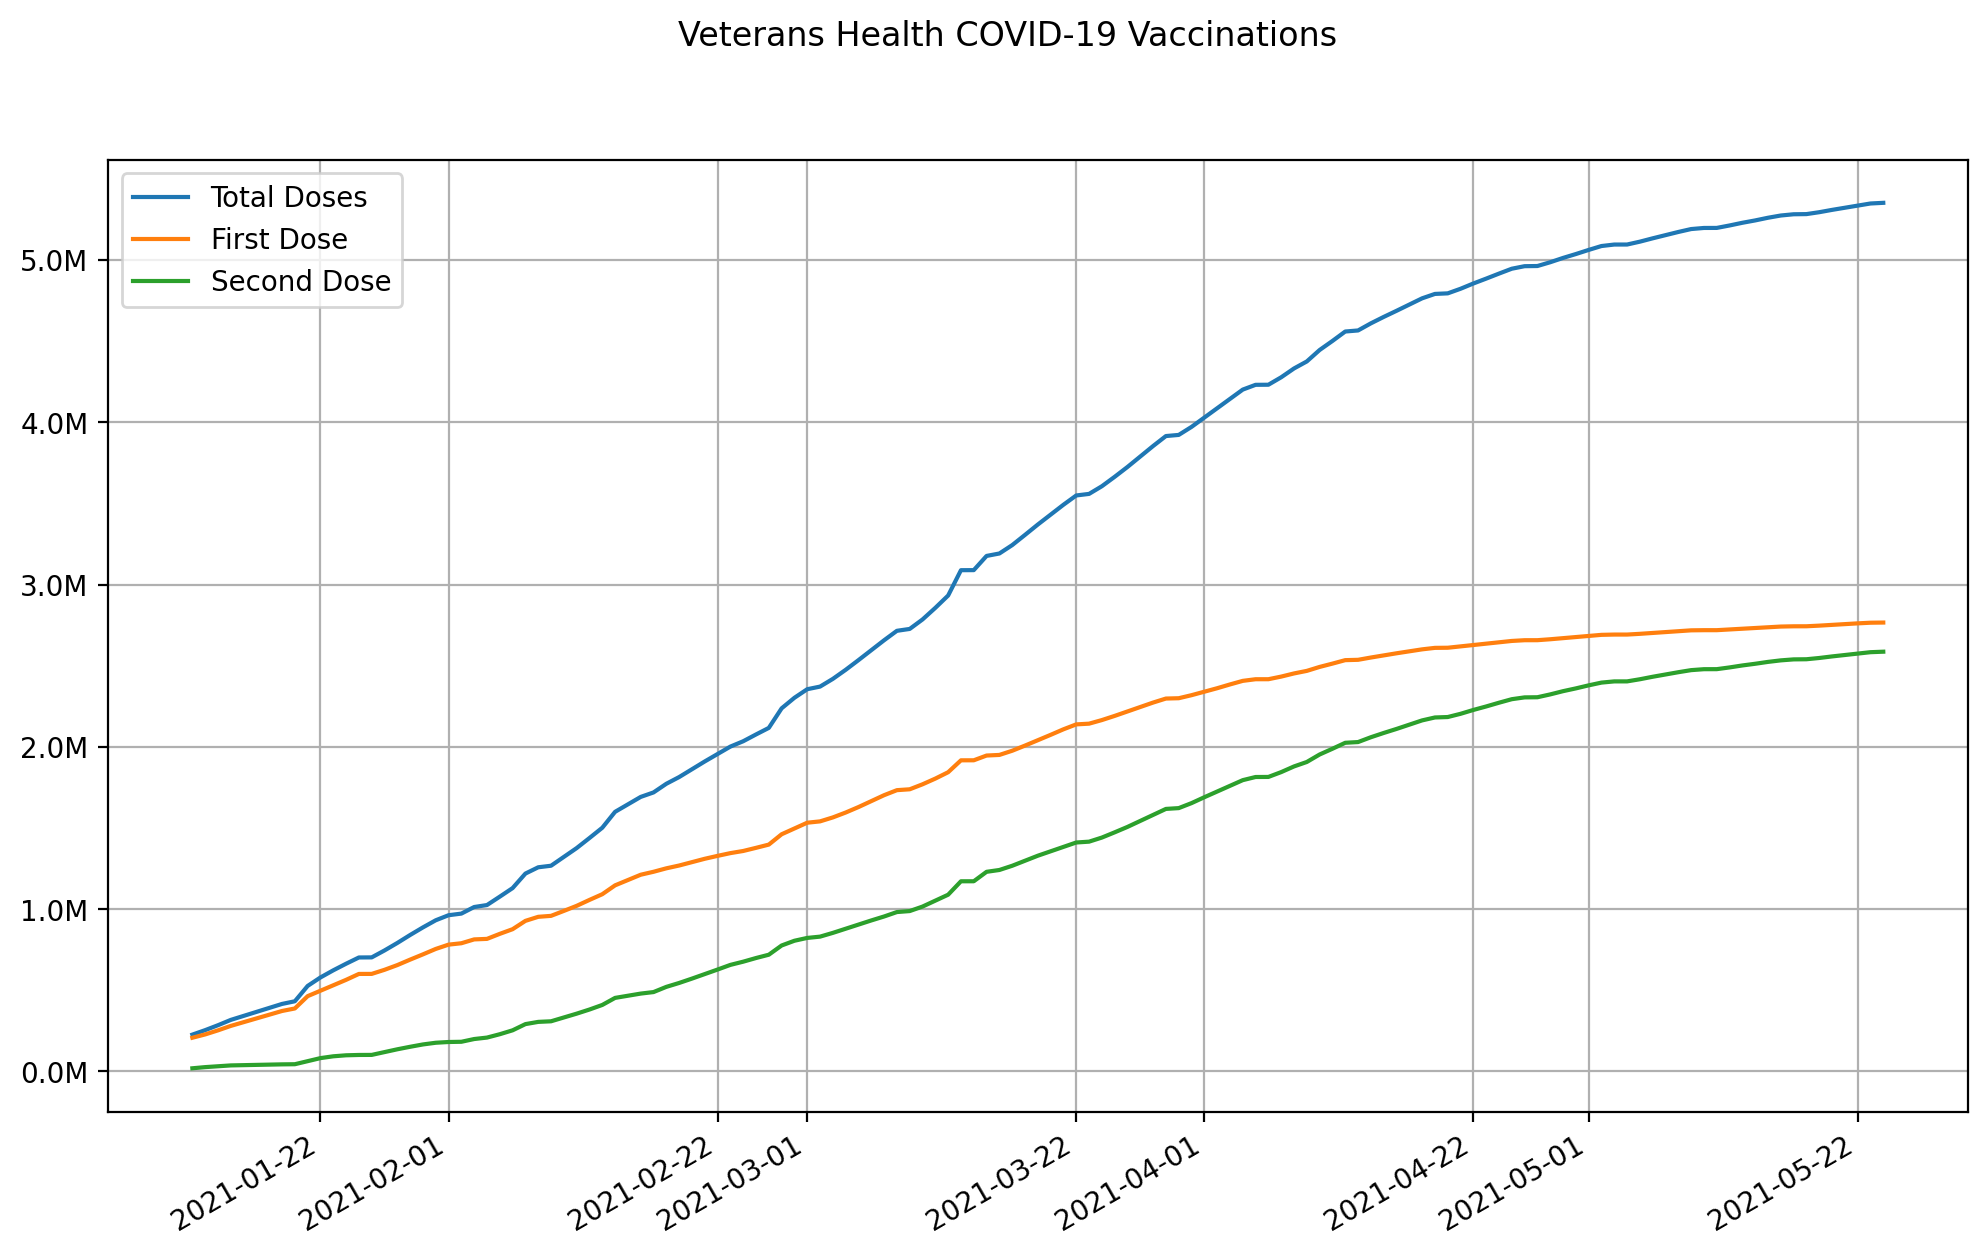 Veterans Health COVID-19 Vaccinations
Total Doses
First Dose
Second Dose
5.0M
4.0M
3.0M
2.0M
1.0M
0.0M
2021-01-22
2021-02-01
2021-02-22
2021-03-01
2021-03-22
2021-04-01
2021-04-22
2021-05-01
2021-05-22